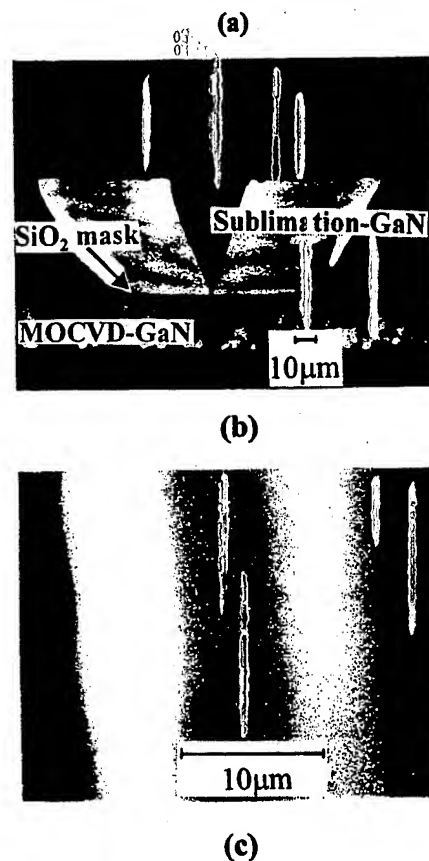 (a)
Sublimation-GaN
SiO₂ mask
MOCVD-GaN
10µm
(b)
10µm
(c)